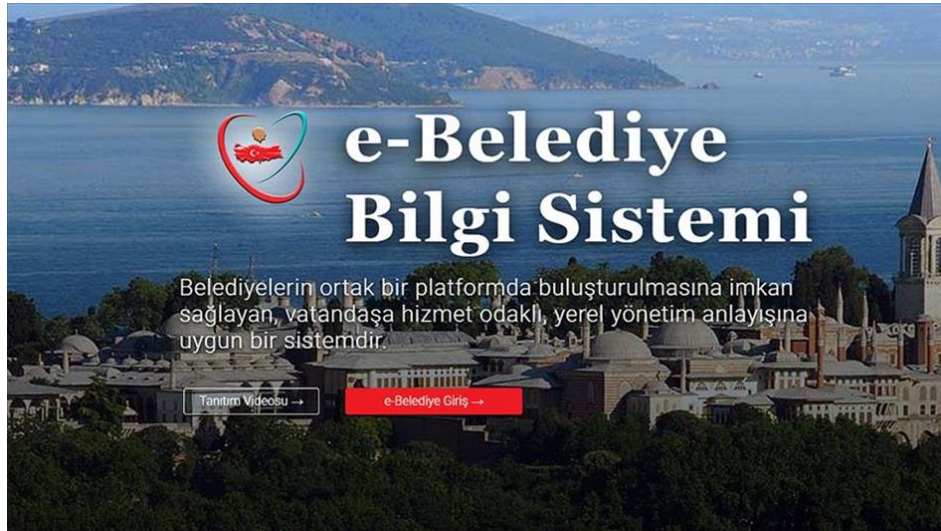 e-Belediye
Bilgi Sistemi
Belediyelerin ortak bir platformda buluşturulmasına imkan
sağlayan, vatandaşa hizmet odaklı, yerel yönetim anlayışına
uygun bir sistemdir.
Tanıtım Videosu →
e-Belediye Giriş →